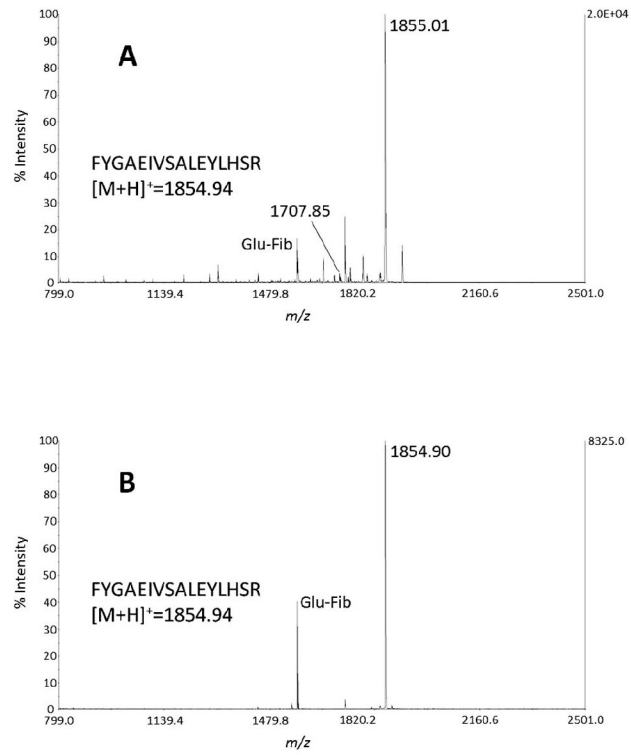 100
90
80
70
60
50
40
30
20
10
0
% Intensity
A
1855.01
2.0E+04
FYGAEIVSALEYLHSR
[M+H]+=1854.94
1707.85
Glu-Fib
799.0
1139.4
1479.8
1820.2
2160.6
2501.0
m/z
100
90
80
70
60
50
40
30
20
10
0
% Intensity
B
1854.90
8325.0
FYGAEIVSALEYLHSR
[M+H]+=1854.94
Glu-Fib
799.0
1139.4
1479.8
1820.2
2160.6
2501.0
m/z